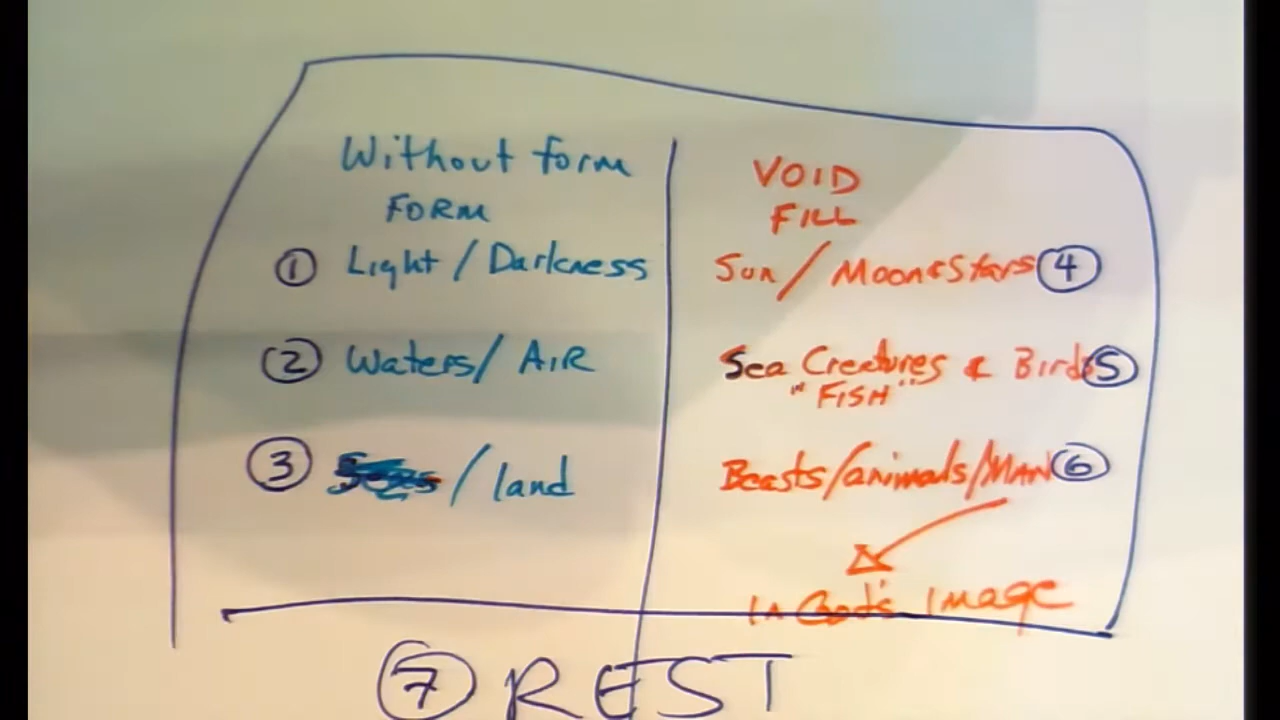 Without form
FORM
① Light / Darkness
② Waters / AIR
③ / land
VOID
FILL
Sun / Moon & Stars ④
Sea Creatures & Birds ⑤
"FISH"
Beasts/animals/MAN ⑥
In God's Image
⑦ REST